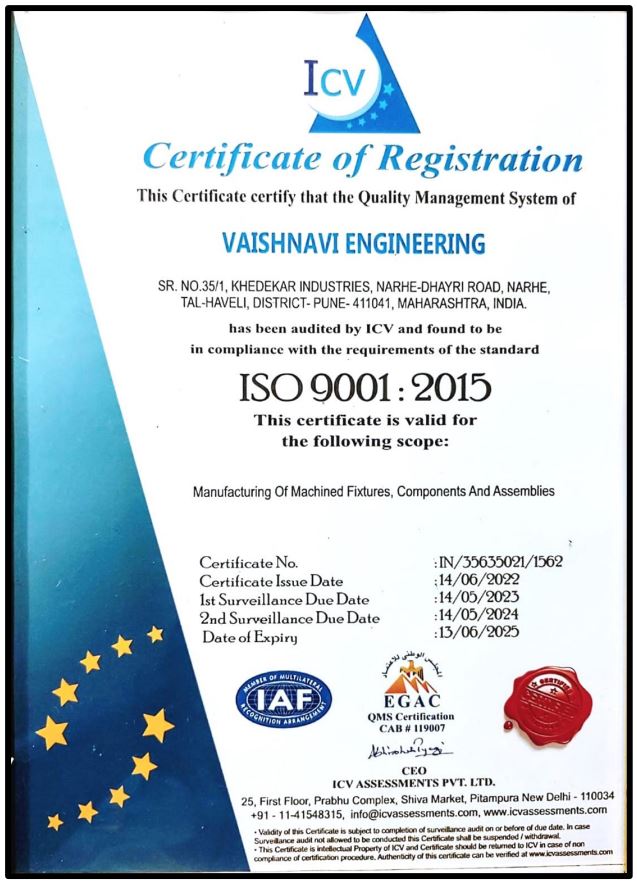 ICV
Certificate of Registration
This Certificate certify that the Quality Management System of
VAISHNAVI ENGINEERING
SR. NO.35/1, KHEDEKAR INDUSTRIES, NARHE-DHAYRI ROAD, NARHE,
TAL-HAVELI, DISTRICT- PUNE- 411041, MAHARASHTRA, INDIA.
has been audited by ICV and found to be
in compliance with the requirements of the standard
ISO 9001 : 2015
This certificate is valid for
the following scope:
Manufacturing Of Machined Fixtures, Components And Assemblies
Certificate No. :IN/35635021/1562
Certificate Issue Date :14/06/2022
1st Surveillance Due Date :14/05/2023
2nd Surveillance Due Date :14/05/2024
Date of Expiry :13/06/2025
MEMBER OF MULTILATERAL
IAF
RECOGNITION ARRANGEMENT
المجلس الوطنى للاعتماد
EGAC
QMS Certification
CAB # 119007
CEO
ICV ASSESSMENTS PVT. LTD.
25, First Floor, Prabhu Complex, Shiva Market, Pitampura New Delhi - 110034
+91 - 11-41548315, info@icvassessments.com, www.icvassessments.com
• Validity of this Certificate is subject to completion of surveillance audit on or before of due date. In case
Surveillance audit not allowed to be conducted this Certificate shall be suspended / withdrawal.
• This Certificate is intellectual Property of ICV and Certificate should be returned to ICV in case of non
compliance of certification procedure. Authenticity of this certificate can be verified at www.icvassessments.com